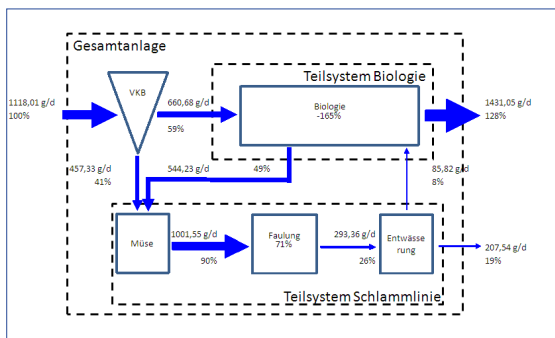 Gesamtanlage
Teilsystem Biologie
VKB
1118,01 g/d
100%
660,68 g/d
59%
Biologie
-165%
1431,05 g/d
128%
457,33 g/d
41%
544,23 g/d
49%
85,82 g/d
8%
Müse
1001,55 g/d
90%
Faulung
71%
293,36 g/d
26%
Entwässe
rung
207,54 g/d
19%
Teilsystem Schlammlinie